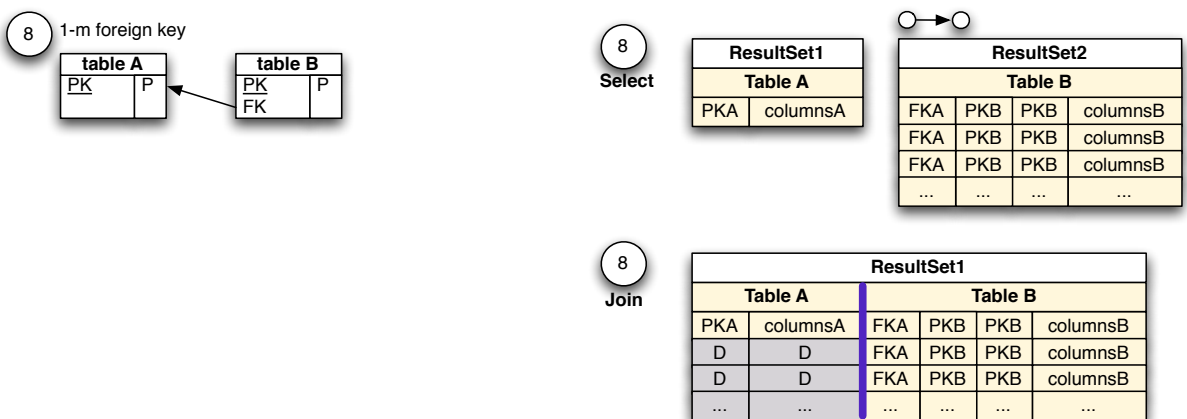 8 1-m foreign key
table A
PK P
table B
PK P
FK
8
Select
ResultSet1
Table A
PKA columnsA
ResultSet2
Table B
FKA PKB PKB columnsB
FKA PKB PKB columnsB
FKA PKB PKB columnsB
... ... ... ...
8
Join
ResultSet1
Table A Table B
PKA columnsA FKA PKB PKB columnsB
D D FKA PKB PKB columnsB
D D FKA PKB PKB columnsB
... ... ... ... ... ...